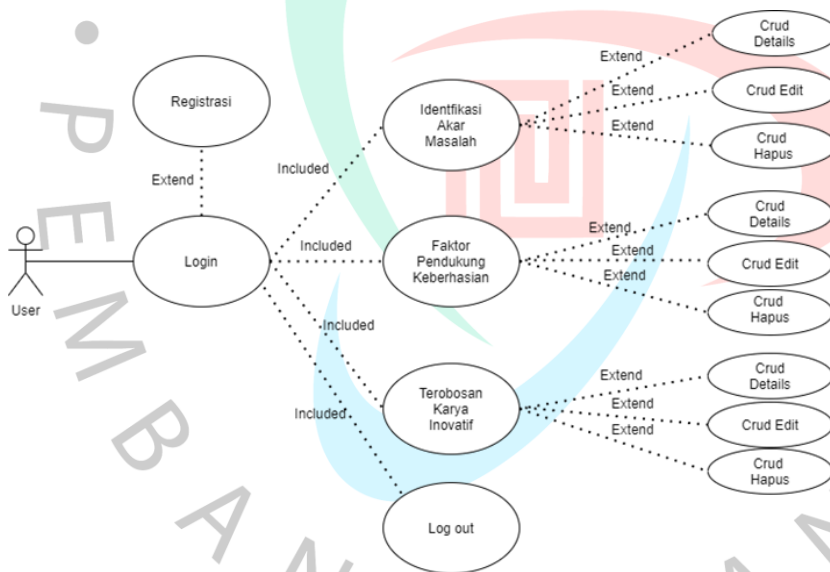 Crud
Details
Extend
Registrasi
Identfikasi
Akar
Masalah
Extend
Crud Edit
Extend
Crud
Hapus
Included
Extend
Crud
Details
Extend
User
Login
Included
Faktor
Pendukung
Keberhasian
Extend
Crud Edit
Extend
Crud
Hapus
Included
Crud
Details
Extend
Terobosan
Karya
Inovatif
Extend
Crud Edit
Included
Extend
Crud
Hapus
Log out
P E M B A N